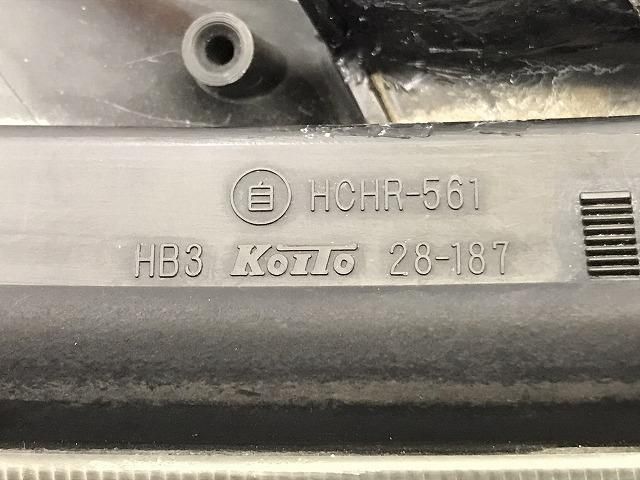 自 HCHR-561
HB3 KOITO 28-187